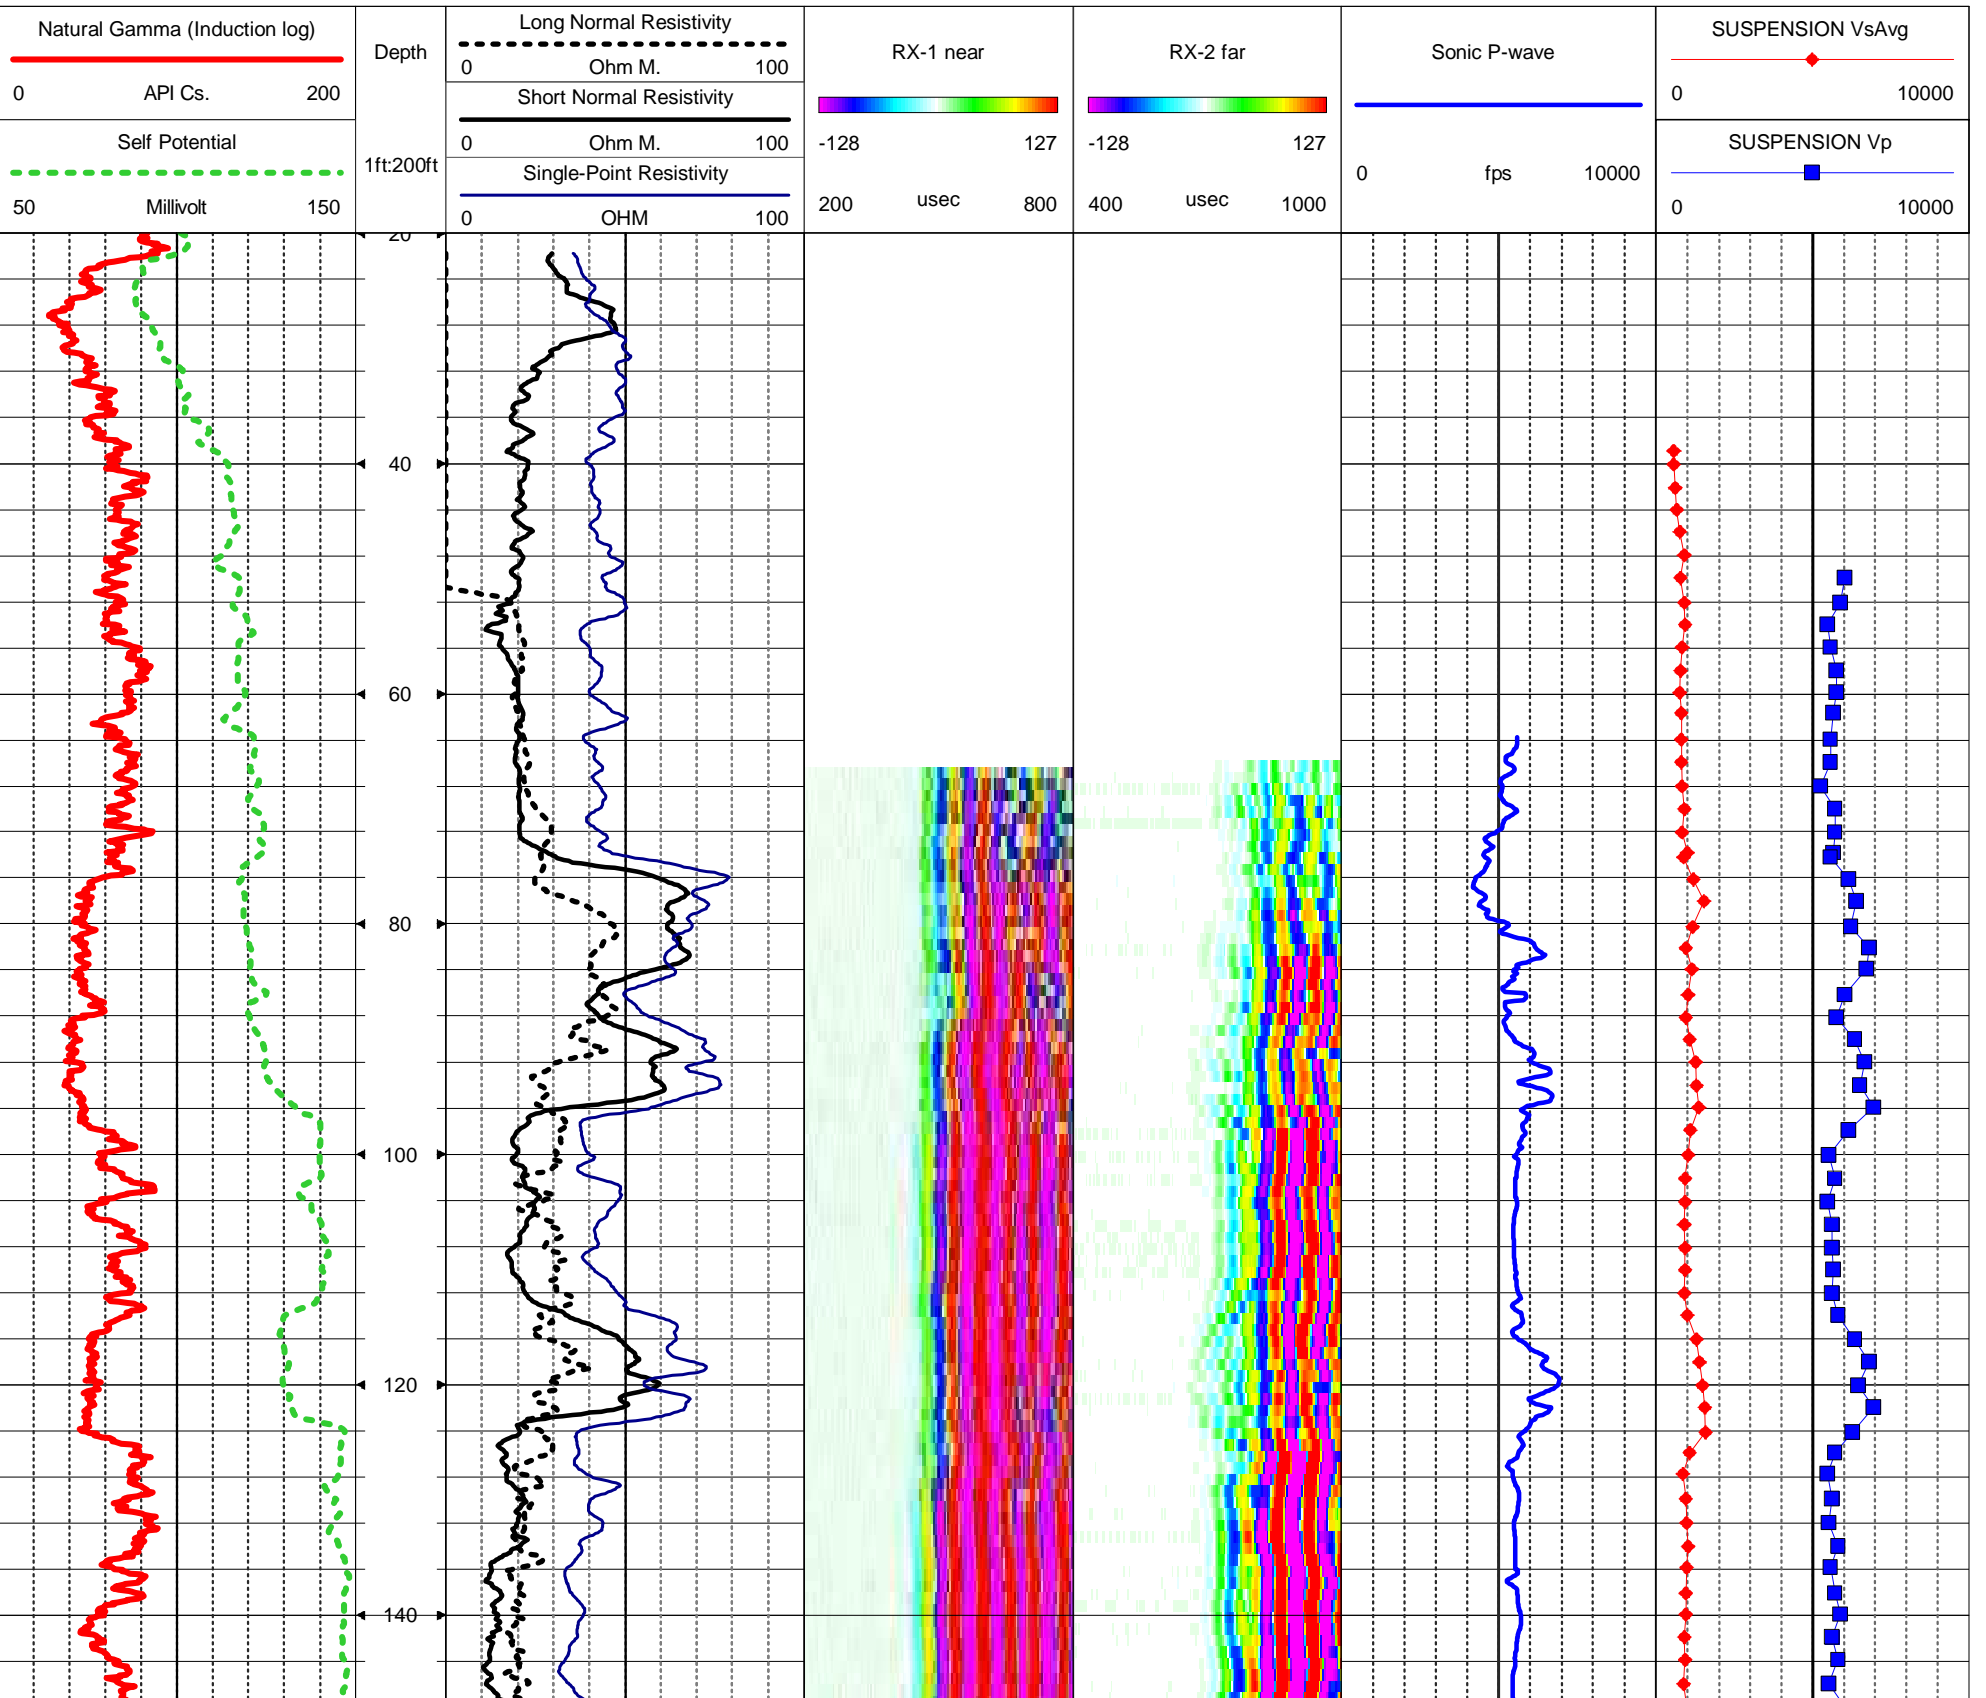 Natural Gamma (Induction log)
0 API Cs. 200
Self Potential
50 Millivolt 150
Depth
1ft:200ft
Long Normal Resistivity
0 Ohm M. 100
Short Normal Resistivity
0 Ohm M. 100
Single-Point Resistivity
0 OHM 100
RX-1 near
-128 127
200 usec 800
RX-2 far
-128 127
400 usec 1000
Sonic P-wave
0 fps 10000
SUSPENSION VsAvg
0 10000
SUSPENSION Vp
0 10000
20
40
60
80
100
120
140